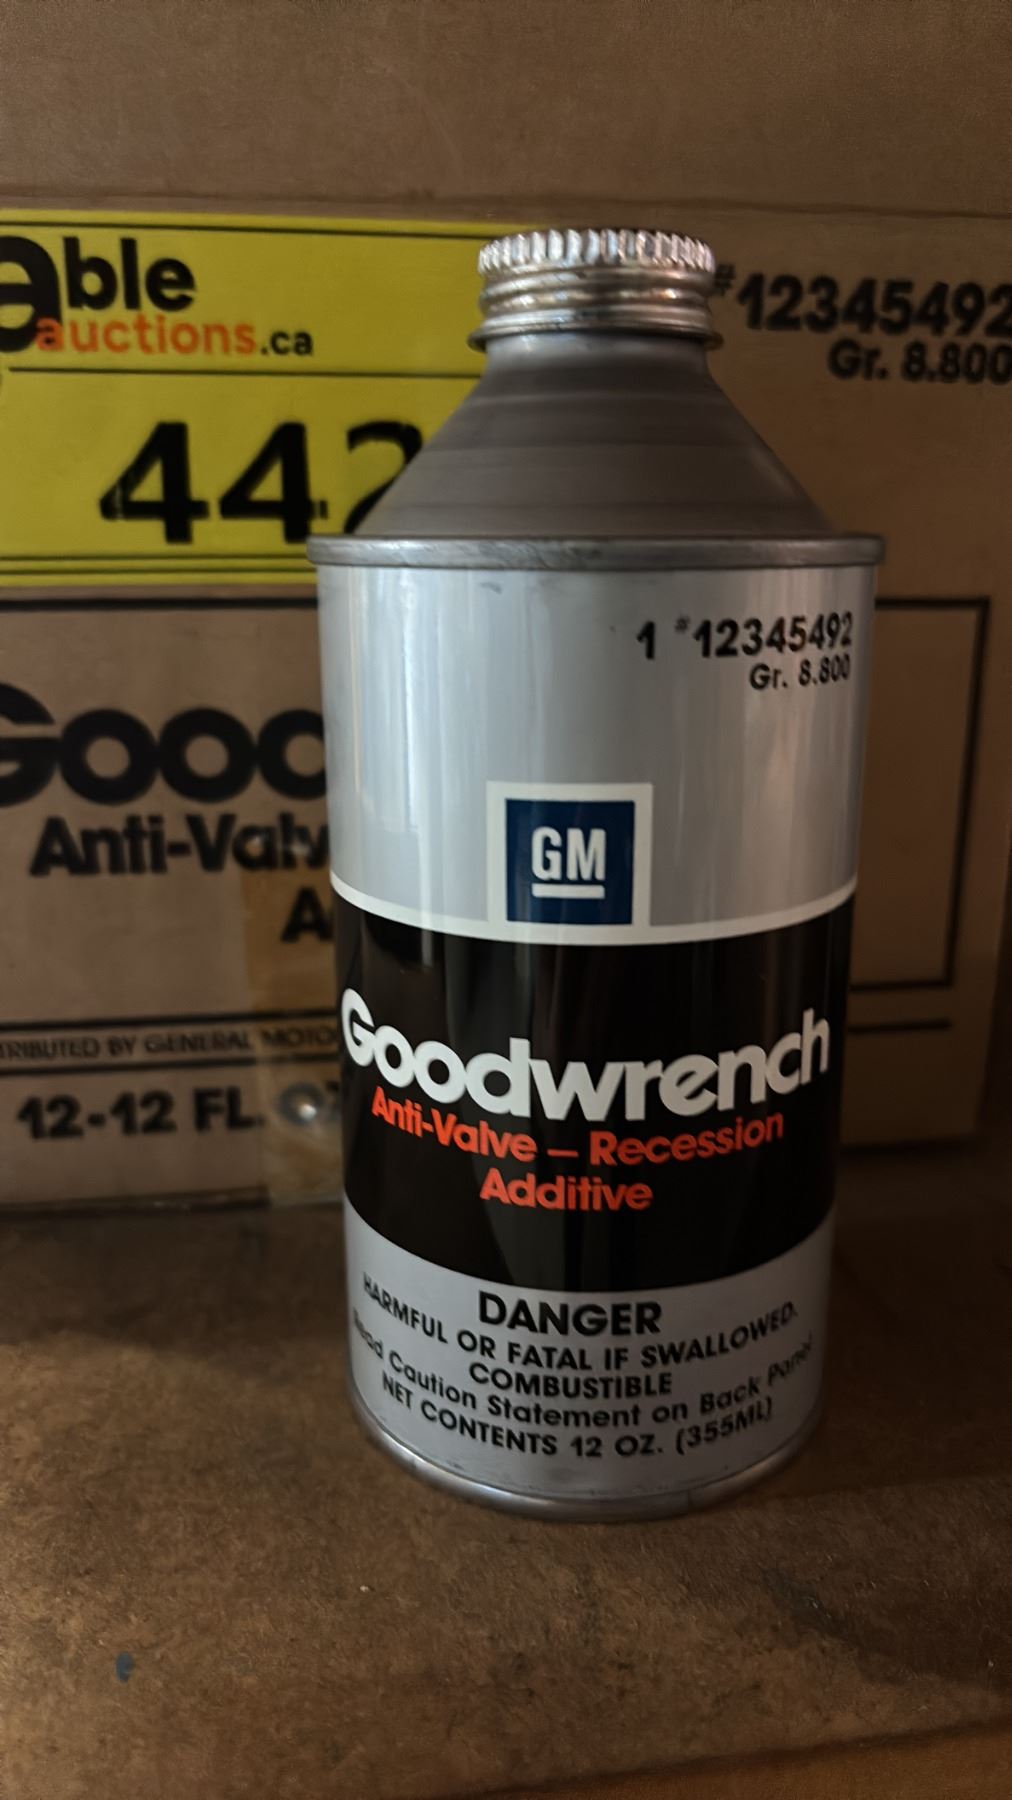 able
auctions.ca
442
#12345492
Gr. 8.800
Gooc
Anti-Valv
A
TRIBUTED BY GENERAL MOTO
12-12 FL. OZ
1 #12345492
Gr. 8.800
GM
Goodwrench
Anti-Valve – Recession
Additive
DANGER
HARMFUL OR FATAL IF SWALLOWED.
COMBUSTIBLE
Read Caution Statement on Back Panel
NET CONTENTS 12 OZ. (355ML)